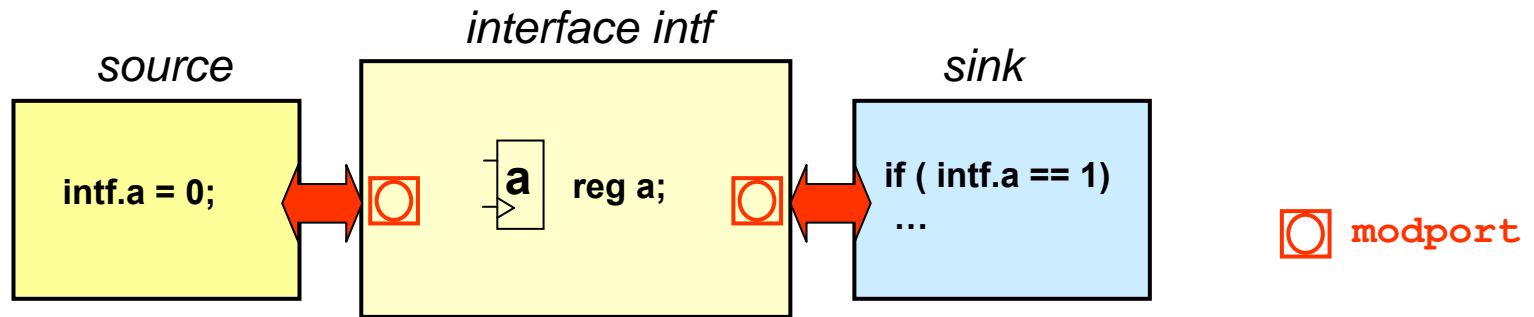 interface intf
source
sink
intf.a = 0;
a
reg a;
if ( intf.a == 1)
...
modport